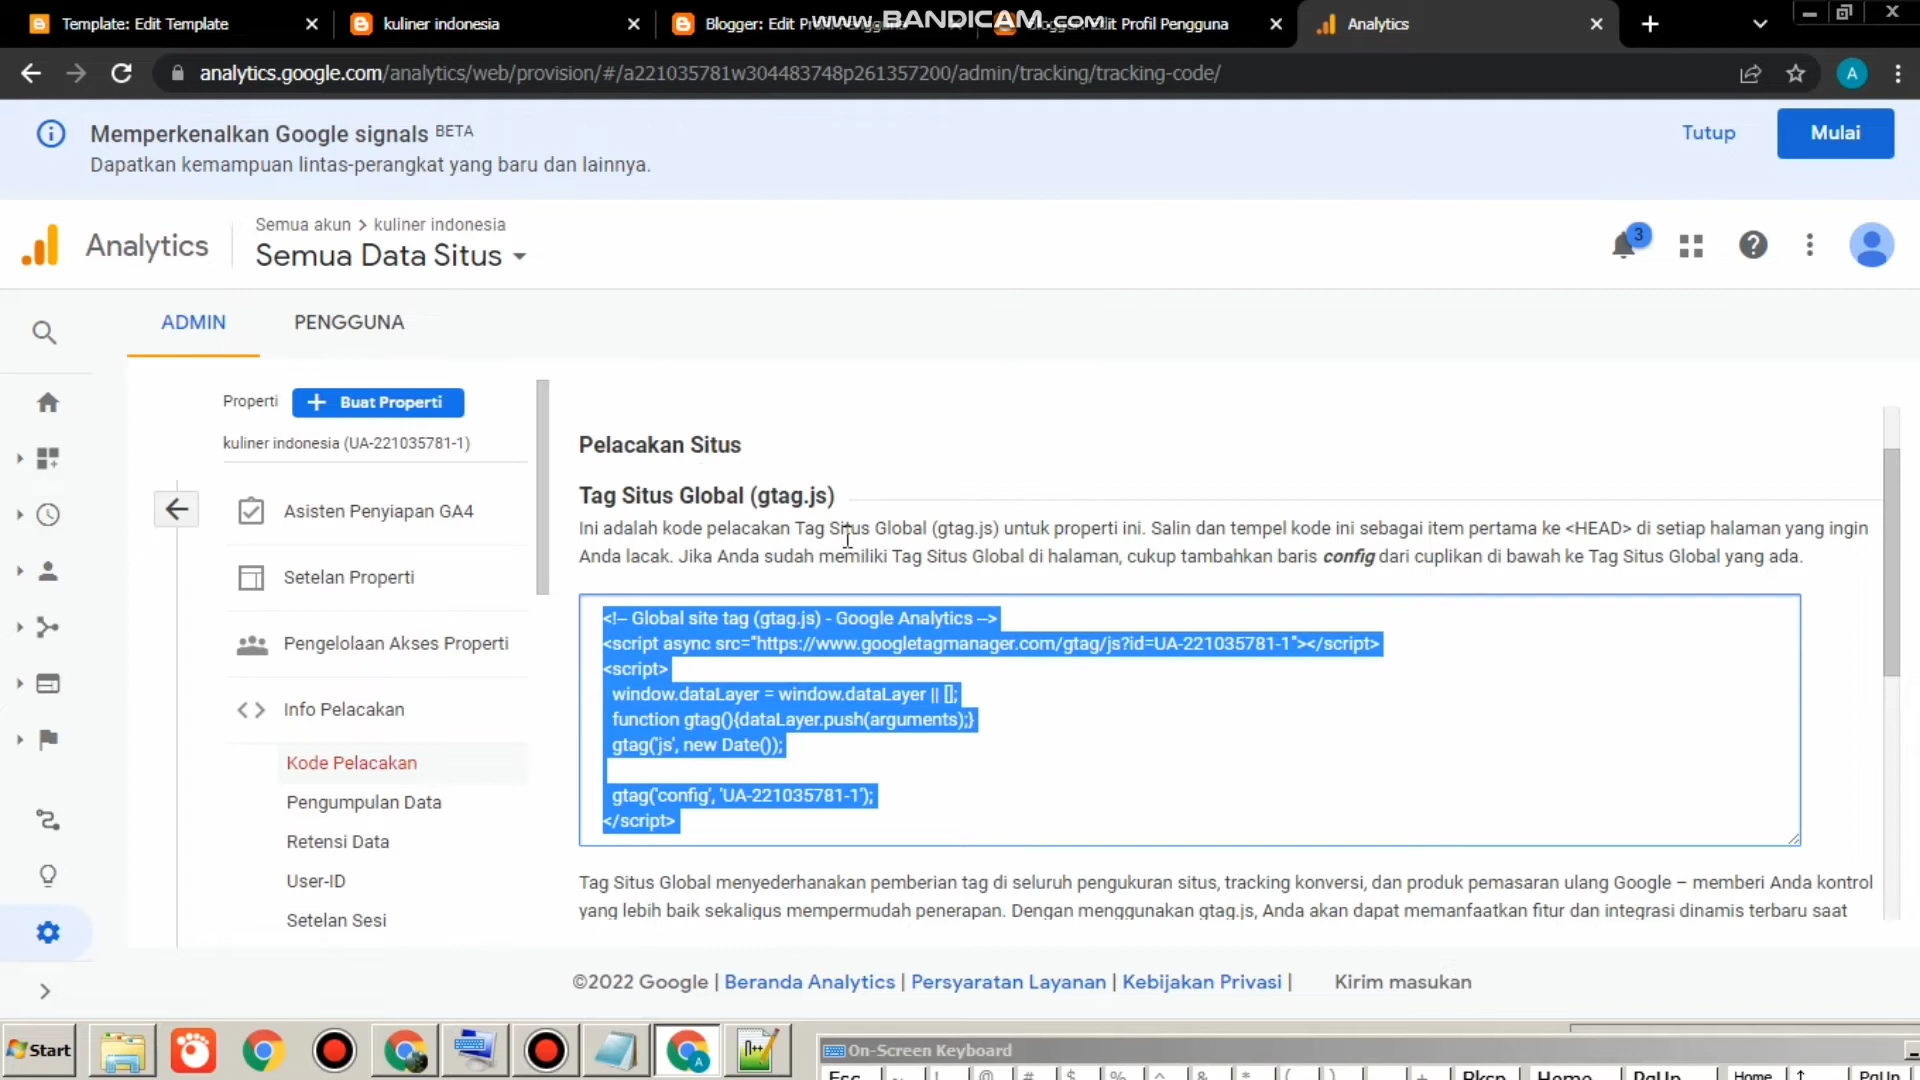 Template: Edit Template
kuliner indonesia
Blogger: Edit Pr
www.BANDICAM.com
it Profil Pengguna
Analytics
analytics.google.com/analytics/web/provision/#/a221035781w304483748p261357200/admin/tracking/tracking-code/
A
Memperkenalkan Google signals BETA
Dapatkan kemampuan lintas-perangkat yang baru dan lainnya.
Tutup
Mulai
Analytics
Semua akun > kuliner indonesia
Semua Data Situs
3
ADMIN
PENGGUNA
Properti
+ Buat Properti
kuliner indonesia (UA-221035781-1)
Asisten Penyiapan GA4
Setelan Properti
Pengelolaan Akses Properti
Info Pelacakan
Kode Pelacakan
Pengumpulan Data
Retensi Data
User-ID
Setelan Sesi
Pelacakan Situs
Tag Situs Global (gtag.js)
Ini adalah kode pelacakan Tag Situs Global (gtag.js) untuk properti ini. Salin dan tempel kode ini sebagai item pertama ke <HEAD> di setiap halaman yang ingin
Anda lacak. Jika Anda sudah memiliki Tag Situs Global di halaman, cukup tambahkan baris config dari cuplikan di bawah ke Tag Situs Global yang ada.
<!-- Global site tag (gtag.js) - Google Analytics -->
<script async src="https://www.googletagmanager.com/gtag/js?id=UA-221035781-1"></script>
<script>
window.dataLayer = window.dataLayer || [];
function gtag(){dataLayer.push(arguments);}
gtag('js', new Date());
gtag('config', 'UA-221035781-1');
</script>
Tag Situs Global menyederhanakan pemberian tag di seluruh pengukuran situs, tracking konversi, dan produk pemasaran ulang Google – memberi Anda kontrol
yang lebih baik sekaligus mempermudah penerapan. Dengan menggunakan gtag.js, Anda akan dapat memanfaatkan fitur dan integrasi dinamis terbaru saat
©2022 Google | Beranda Analytics | Persyaratan Layanan | Kebijakan Privasi |
Kirim masukan
Start
On-Screen Keyboard
Esc
Bksp
Home
PgUp
Home
PgUp